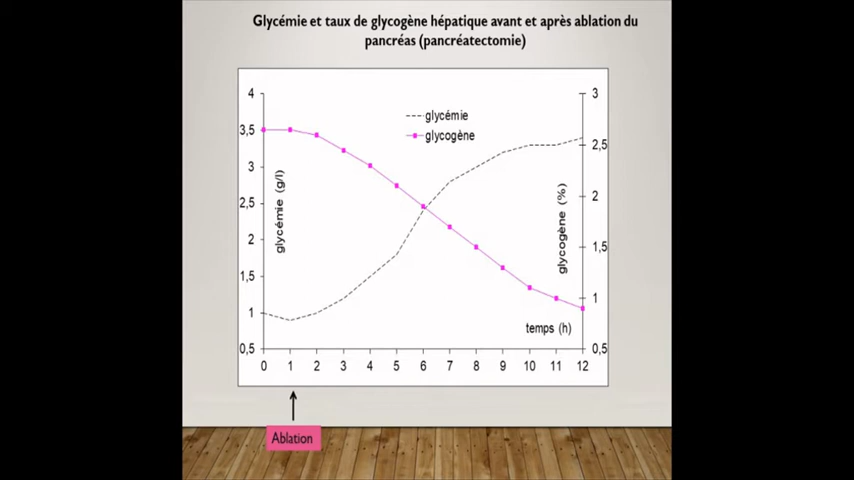 Glycémie et taux de glycogène hépatique avant et après ablation du
pancréas (pancréatectomie)
4
3,5
3
2,5
2
1,5
1
0,5
glycémie (g/l)
glycémie
glycogène
3
2,5
2
1,5
1
0,5
glycogène (%)
temps (h)
0 1 2 3 4 5 6 7 8 9 10 11 12
Ablation